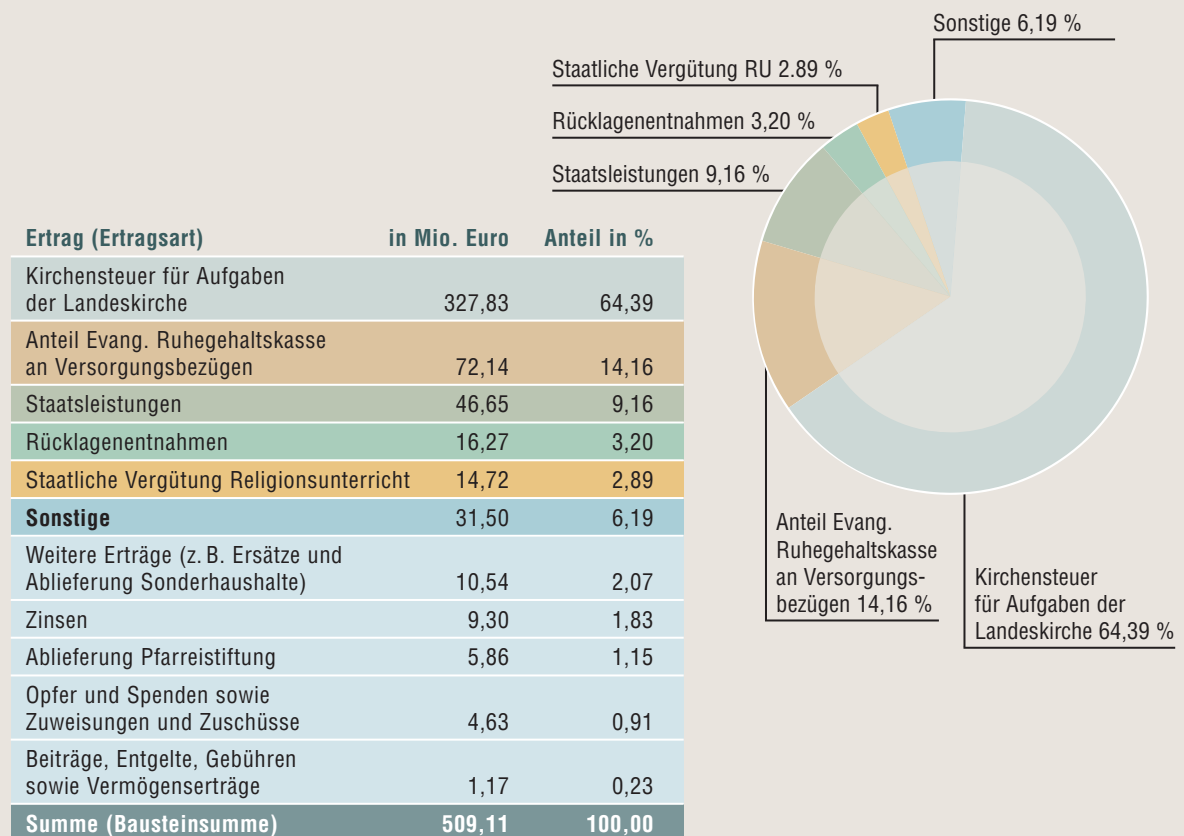 Sonstige 6,19 %
Staatliche Vergütung RU 2.89 %
Rücklagenentnahmen 3,20 %
Staatsleistungen 9,16 %
Ertrag (Ertragsart) in Mio. Euro Anteil in %
Kirchensteuer für Aufgaben
der Landeskirche 327,83 64,39
Anteil Evang. Ruhegehaltskasse
an Versorgungsbezügen 72,14 14,16
Staatsleistungen 46,65 9,16
Rücklagenentnahmen 16,27 3,20
Staatliche Vergütung Religionsunterricht 14,72 2,89
Sonstige 31,50 6,19
Weitere Erträge (z. B. Ersätze und
Ablieferung Sonderhaushalte) 10,54 2,07
Zinsen 9,30 1,83
Ablieferung Pfarreistiftung 5,86 1,15
Opfer und Spenden sowie
Zuweisungen und Zuschüsse 4,63 0,91
Beiträge, Entgelte, Gebühren
sowie Vermögenserträge 1,17 0,23
Summe (Bausteinsumme) 509,11 100,00
Anteil Evang.
Ruhegehaltskasse
an Versorgungs-
bezügen 14,16 %
Kirchensteuer
für Aufgaben der
Landeskirche 64,39 %